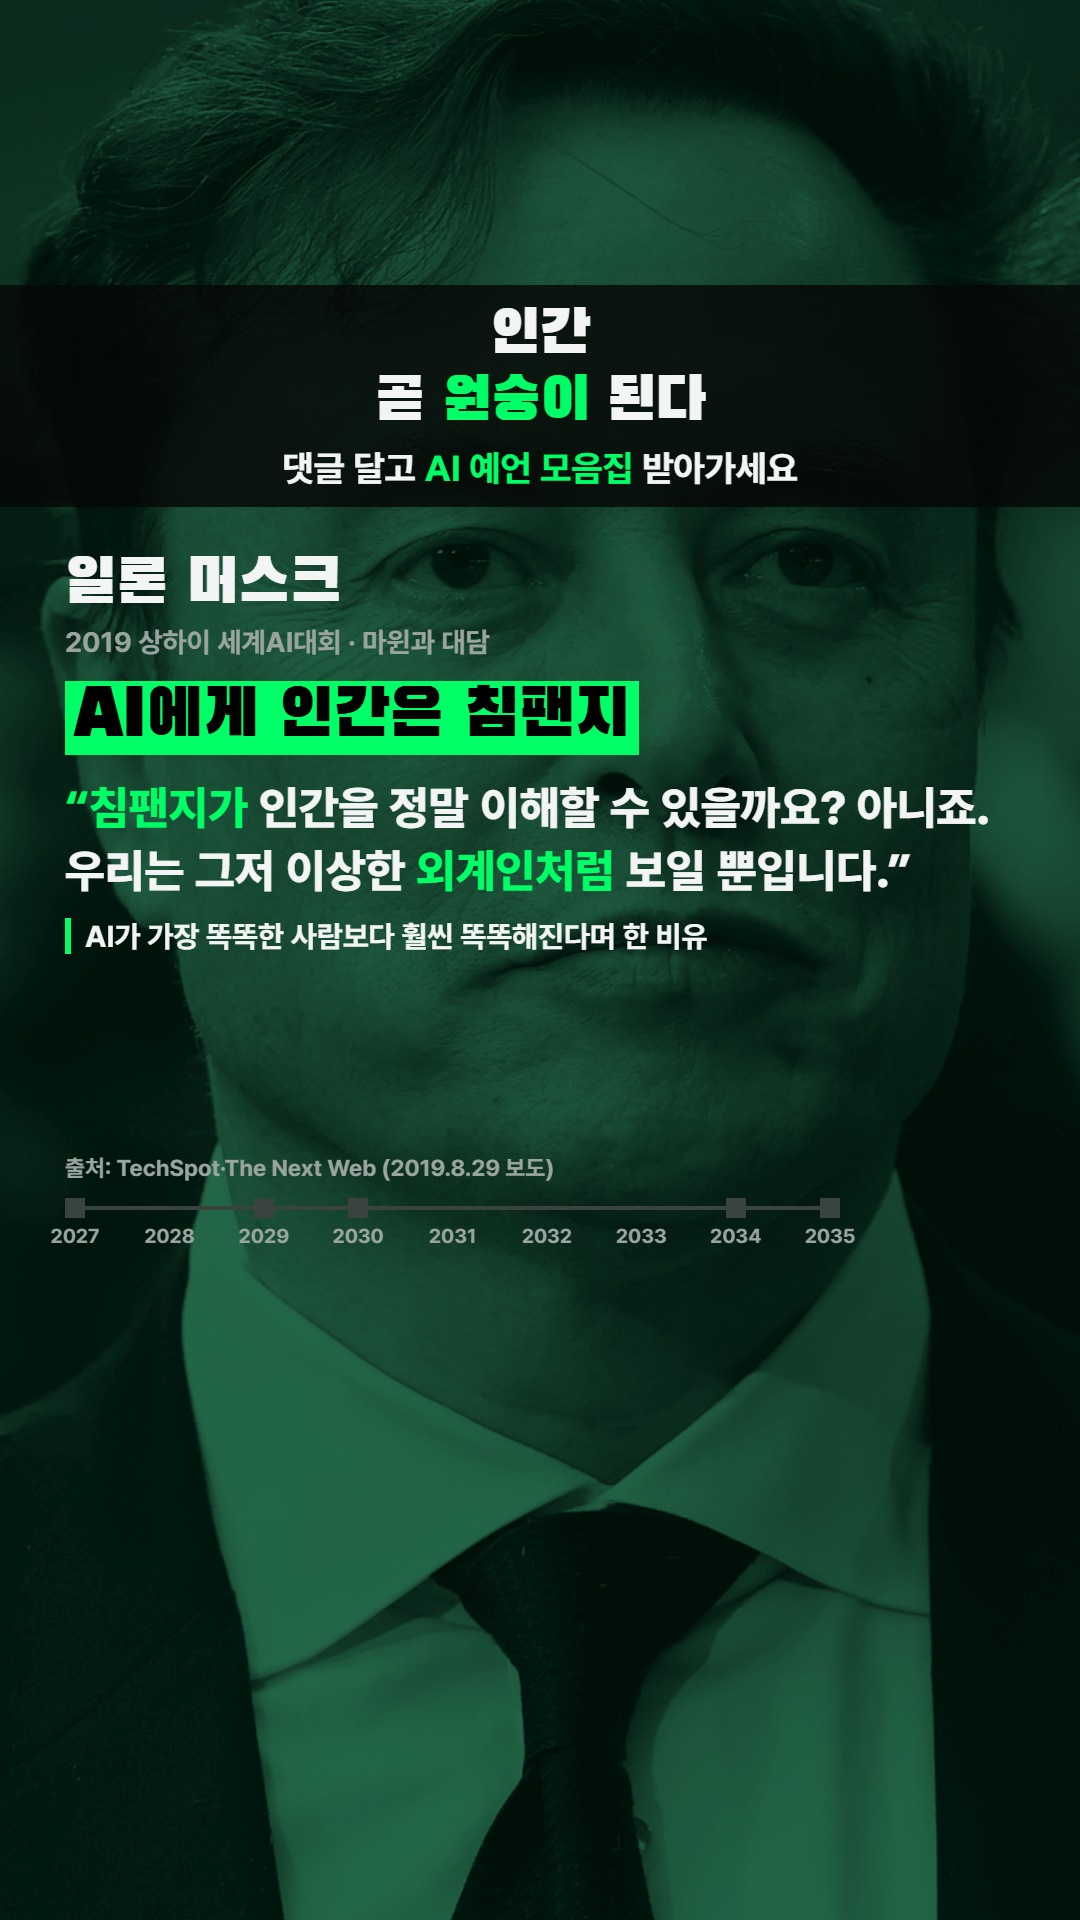 인간
곧 원숭이 된다
댓글 달고 AI 예언 모음집 받아가세요
일론 머스크
2019 상하이 세계AI대회 · 마윈과 대담
AI에게 인간은 침팬지
“침팬지가 인간을 정말 이해할 수 있을까요? 아니죠.
우리는 그저 이상한 외계인처럼 보일 뿐입니다.”
AI가 가장 똑똑한 사람보다 훨씬 똑똑해진다며 한 비유
출처: TechSpot·The Next Web (2019.8.29 보도)
2027 2028 2029 2030 2031 2032 2033 2034 2035